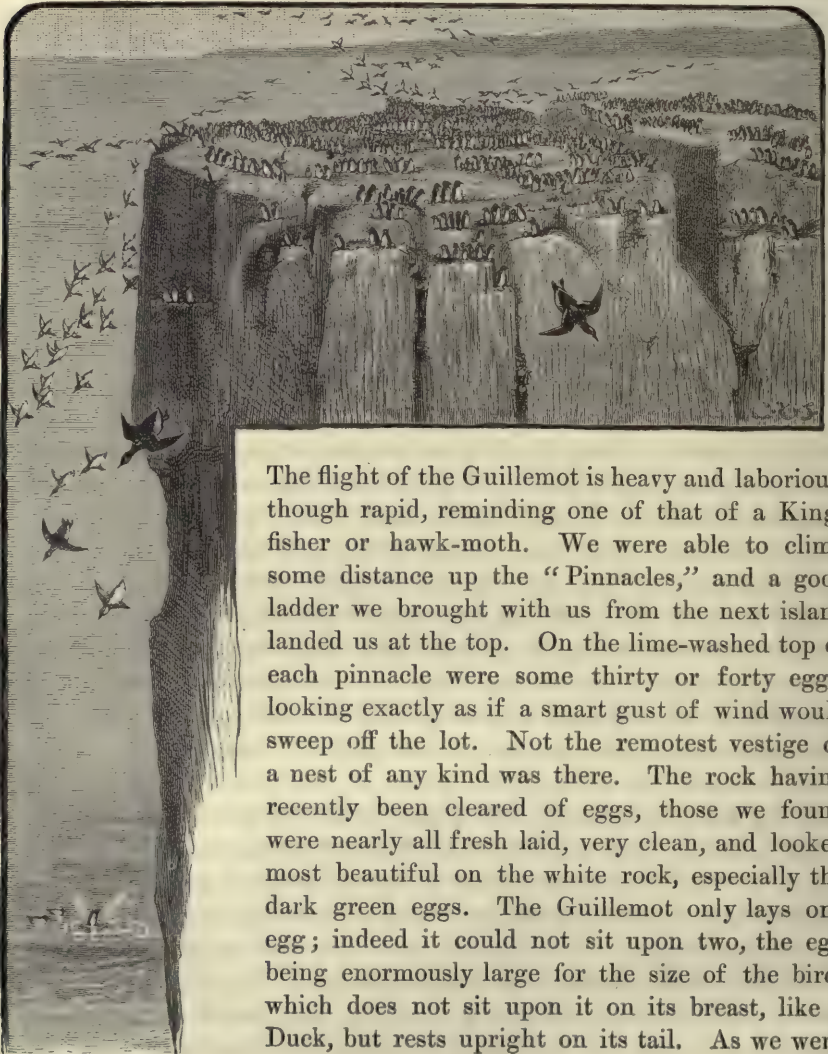 The flight of the Guillemot is heavy and laboriou
though rapid, reminding one of that of a King
fisher or hawk-moth. We were able to clim
some distance up the “Pinnacles,” and a goo
ladder we brought with us from the next islan
landed us at the top. On the lime-washed top o
each pinnacle were some thirty or forty egg
looking exactly as if a smart gust of wind woul
sweep off the lot. Not the remotest vestige o
a nest of any kind was there. The rock havin
recently been cleared of eggs, those we foun
were nearly all fresh laid, very clean, and looke
most beautiful on the white rock, especially th
dark green eggs. The Guillemot only lays on
egg; indeed it could not sit upon two, the eg
being enormously large for the size of the bird
which does not sit upon it on its breast, like
Duck, but rests upright on its tail. As we wer